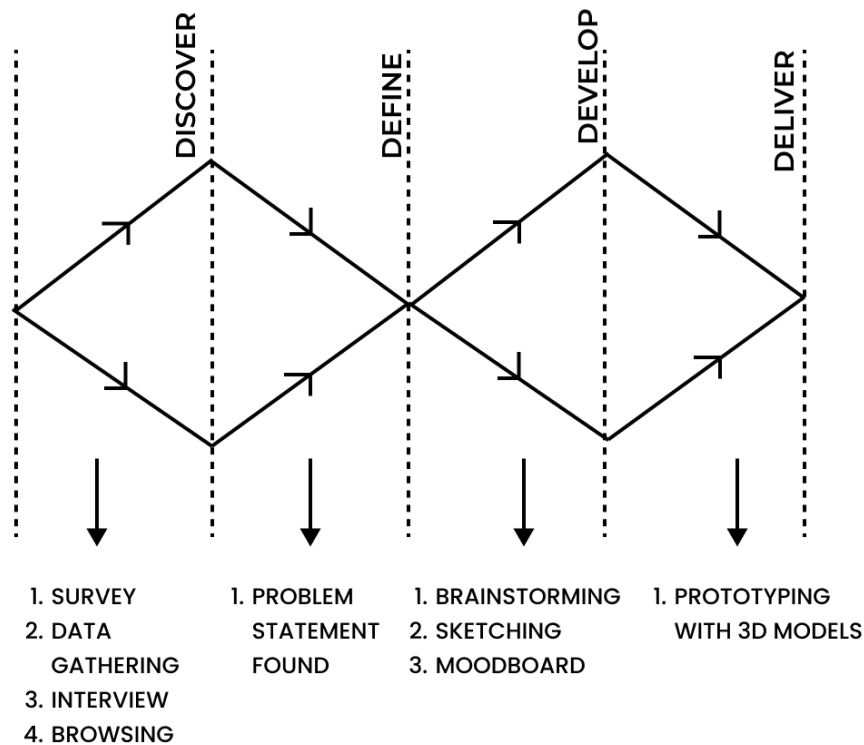 DISCOVER
DEFINE
DEVELOP
DELIVER
1. SURVEY
2. DATA
GATHERING
3. INTERVIEW
4. BROWSING
1. PROBLEM
STATEMENT
FOUND
1. BRAINSTORMING
2. SKETCHING
3. MOODBOARD
1. PROTOTYPING
WITH 3D MODELS